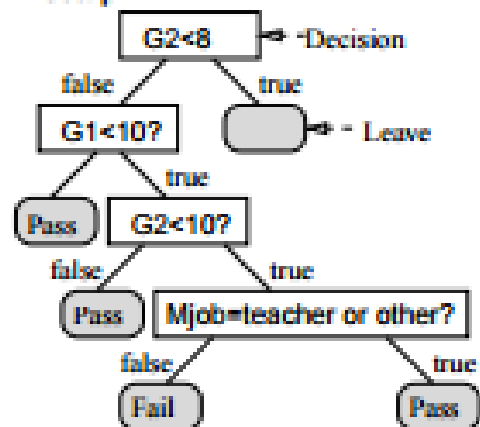 G2<8 Decision
false true
G1<10? Leave
true
Pass G2<10?
false true
Pass Mjob=teacher or other?
false true
Fail Pass